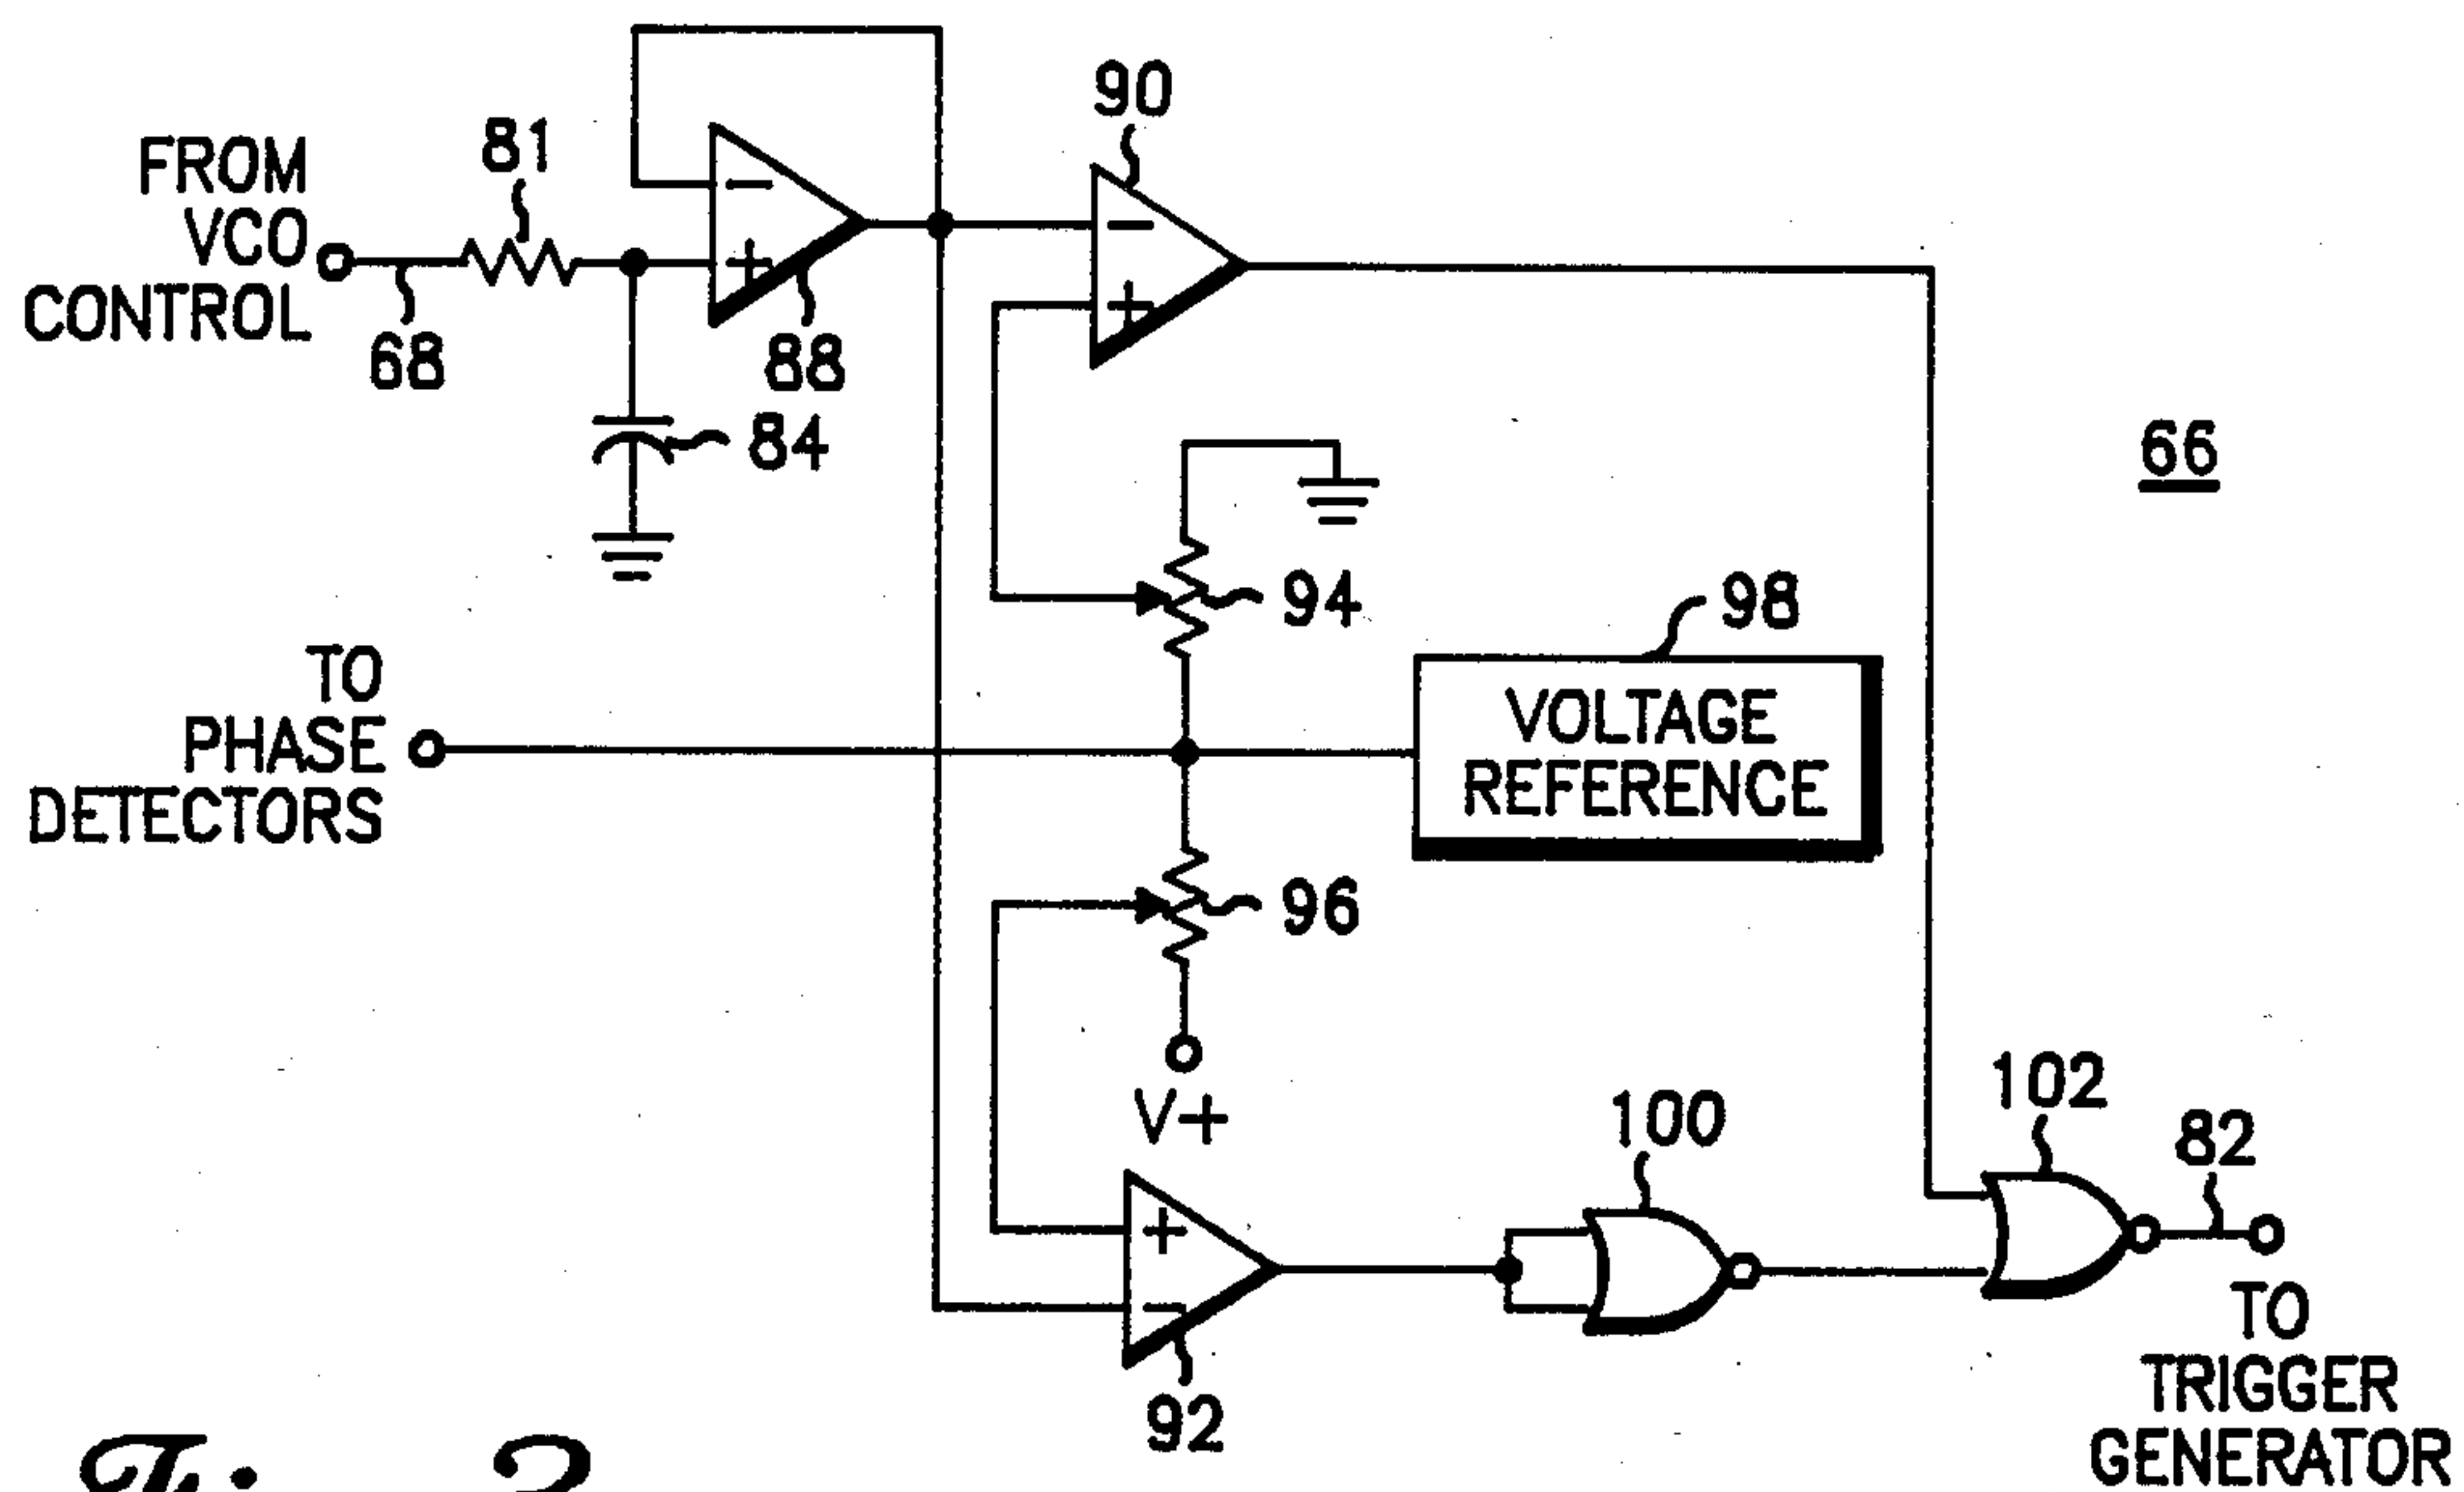 FROM
VCO
CONTROL
68
81
84
88
90
66
94
98
VOLTAGE
REFERENCE
TO
PHASE
DETECTORS
96
V+
92
100
102
82
TO
TRIGGER
GENERATOR